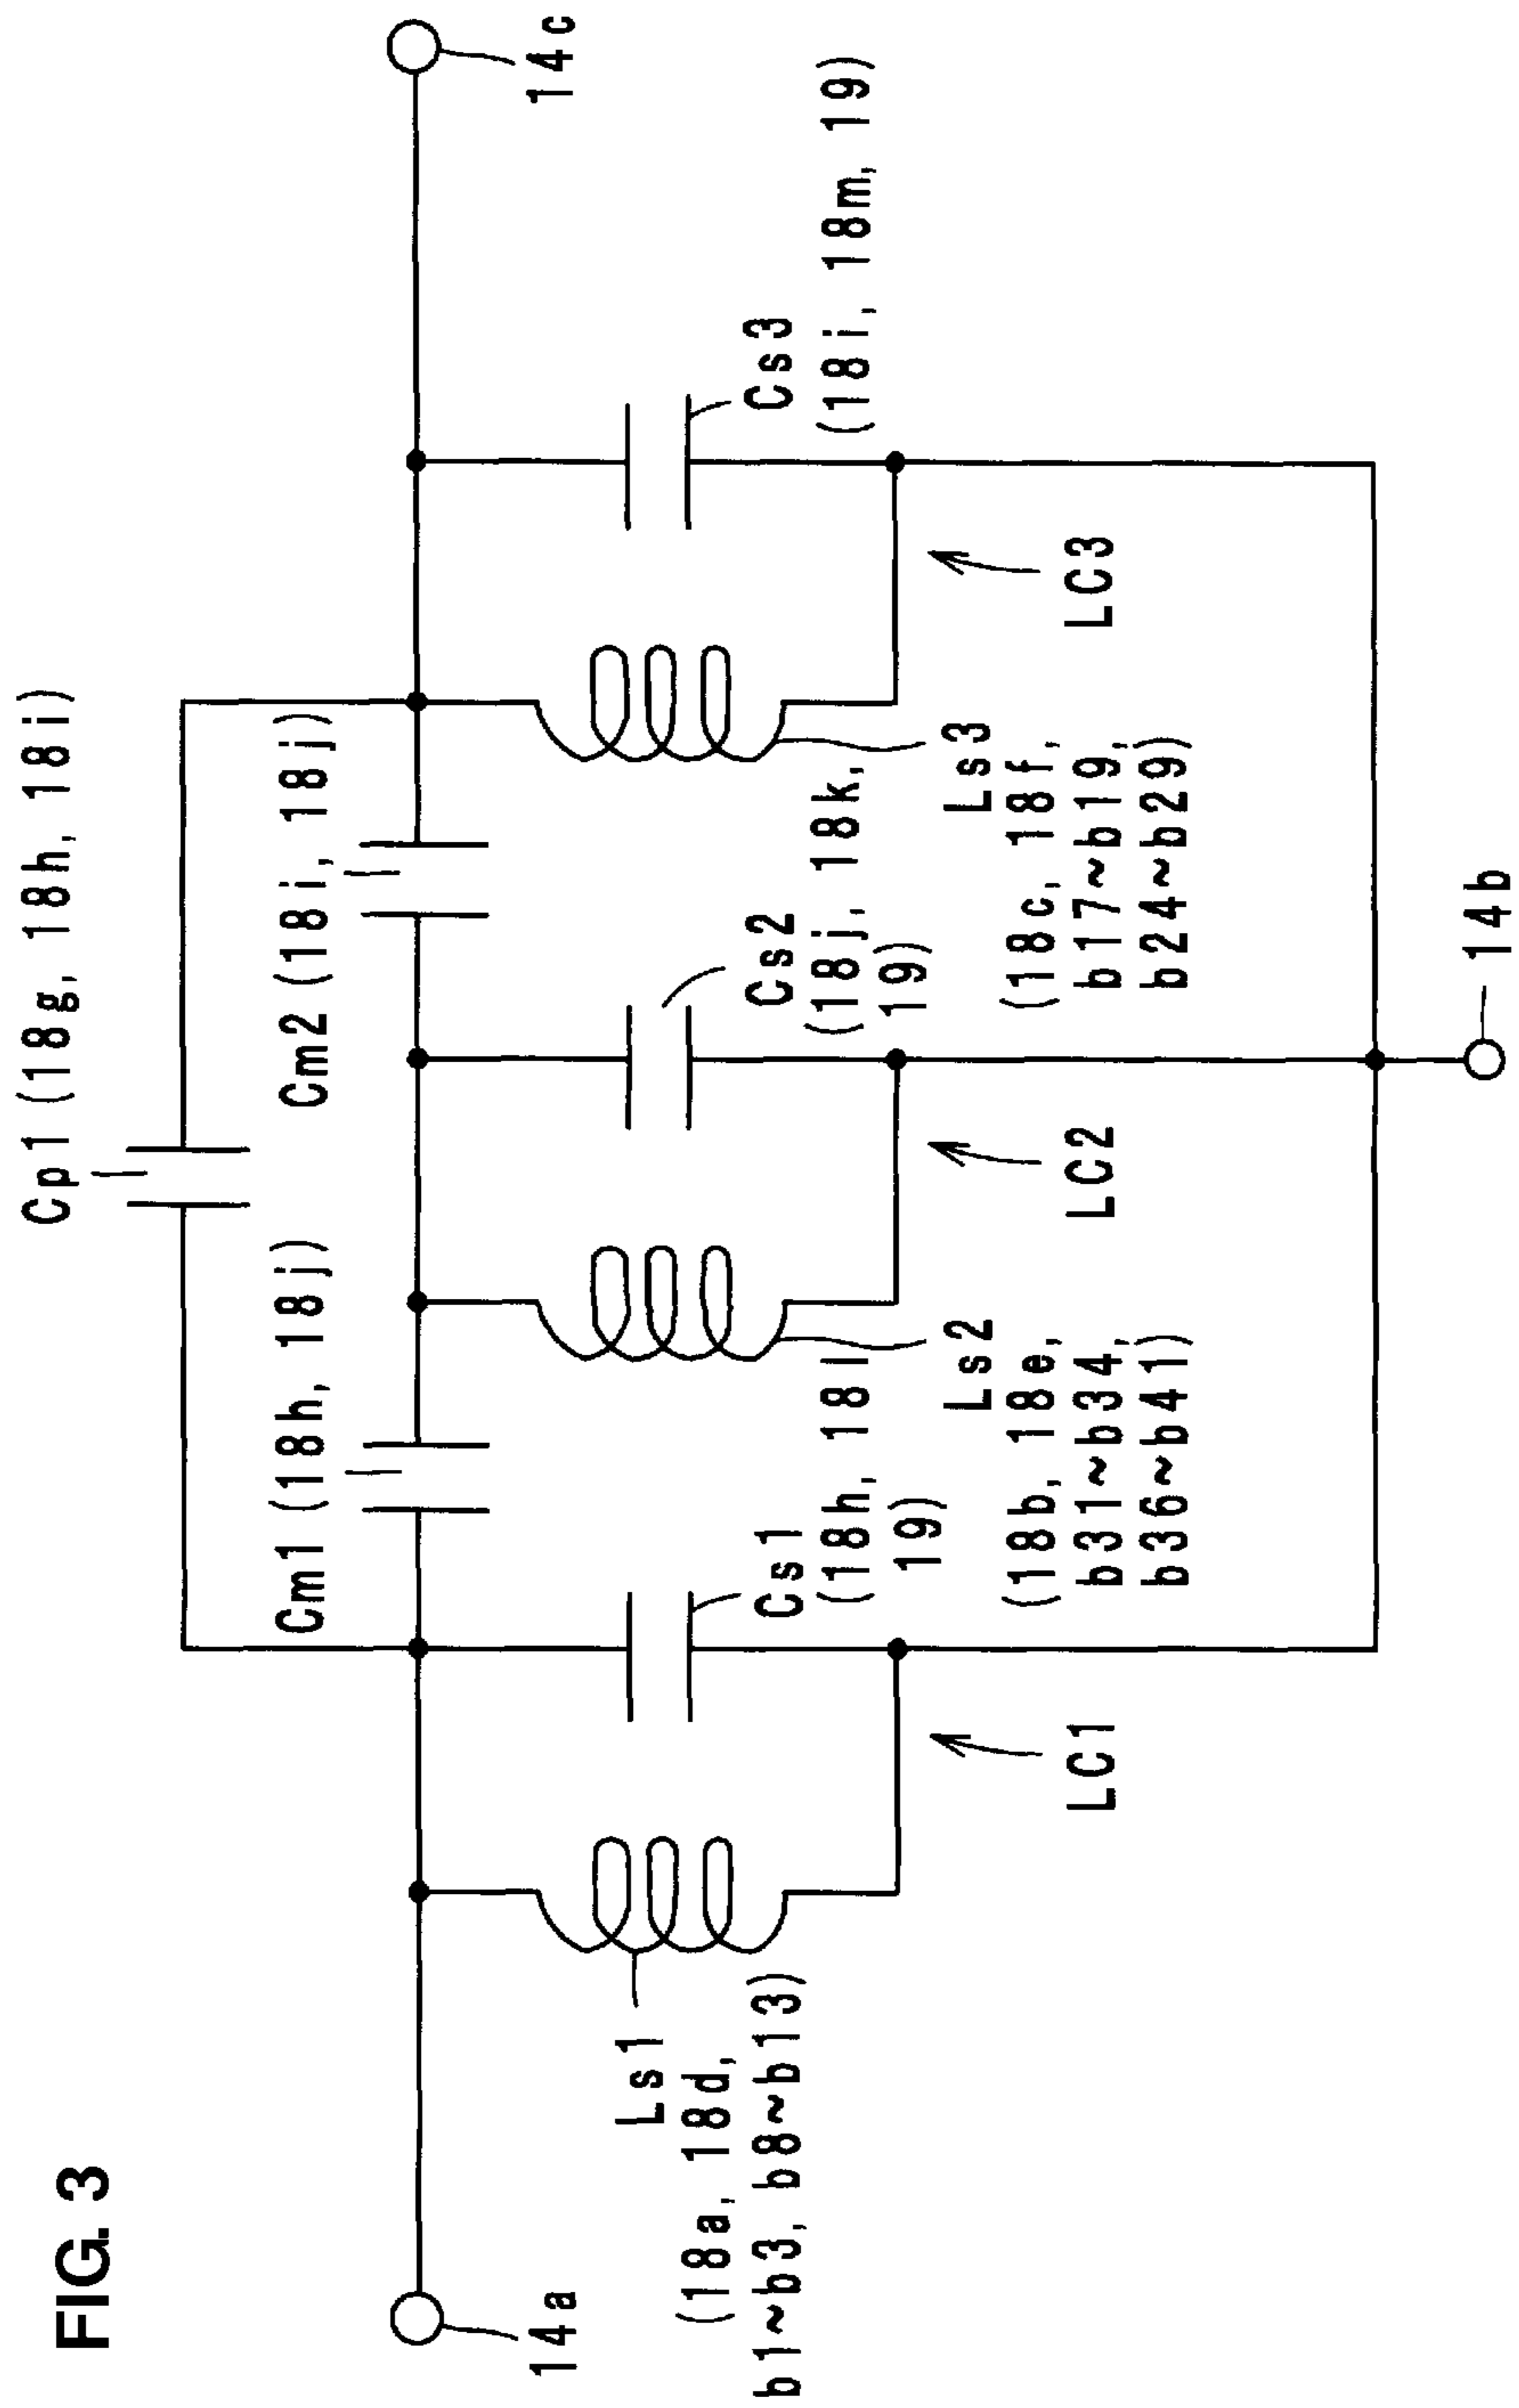 FIG. 3
Cp1 (18g, 18h, 18i)
Cm1 (18h, 18j)
Cm2 (18i, 18j)
14a
14c
Ls1
(18a, 18d,
b1~b3, b8~b13)
Cs1
(18h, 18l
19)
Cs2
(18j, 18k,
19)
Cs3
(18i, 18m, 19)
Ls2
(18b, 18e,
b31~b34,
b36~b41)
Ls3
(18c, 18f,
b17~b19,
b24~b29)
LC1
LC2
LC3
14b